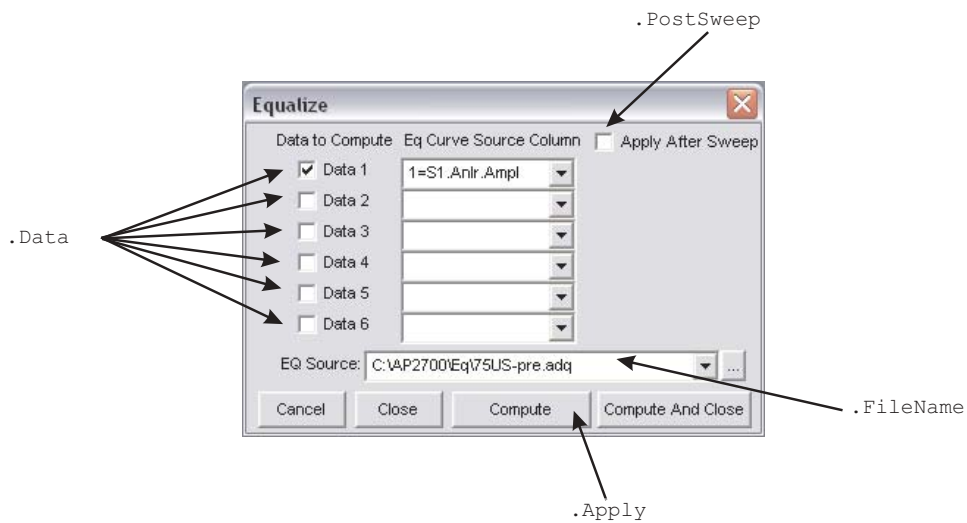 .PostSweep
Equalize
Data to Compute Eq Curve Source Column Apply After Sweep
Data 1 1=S1.Anlr.Ampl
Data 2
.Data
Data 3
Data 4
Data 5
Data 6
EQ Source: C:\AP2700\Eq\75US-pre.adq ...
Cancel Close Compute Compute And Close
.FileName
.Apply